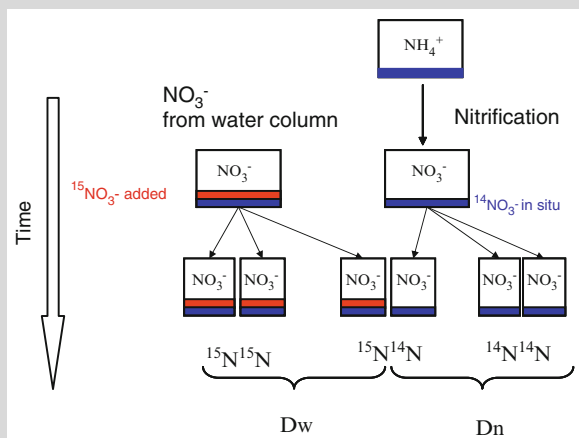 NH₄⁺
NO₃⁻
from water column
Nitrification
NO₃⁻
NO₃⁻
¹⁵NO₃- added
¹⁴NO₃- in situ
Time
NO₃⁻ NO₃⁻ NO₃⁻ NO₃⁻ NO₃⁻ NO₃⁻
¹⁵N¹⁵N ¹⁵N¹⁴N ¹⁴N¹⁴N
Dw Dn